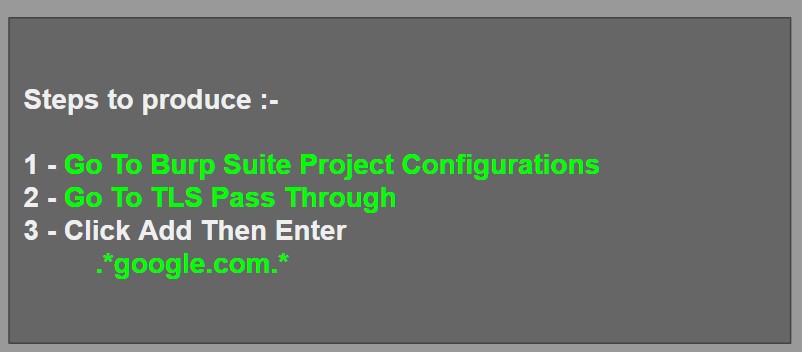 Steps to produce :-
1 - Go To Burp Suite Project Configurations
2 - Go To TLS Pass Through
3 - Click Add Then Enter
.*google.com.*